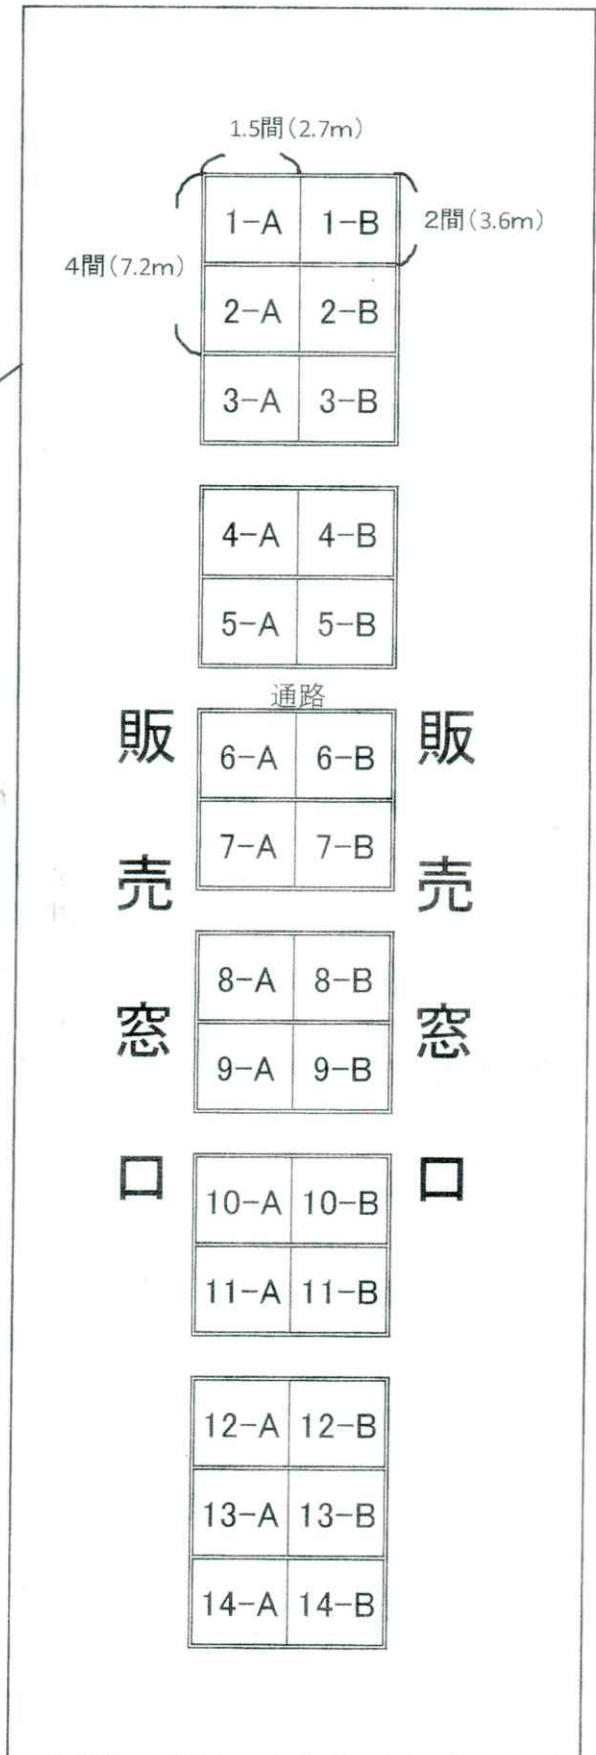 1.5間(2.7m)
1-A 1-B
2間(3.6m)
4間(7.2m)
2-A 2-B
3-A 3-B
4-A 4-B
5-A 5-B
通路
販売窓口
販売窓口
6-A 6-B
7-A 7-B
8-A 8-B
9-A 9-B
10-A 10-B
11-A 11-B
12-A 12-B
13-A 13-B
14-A 14-B